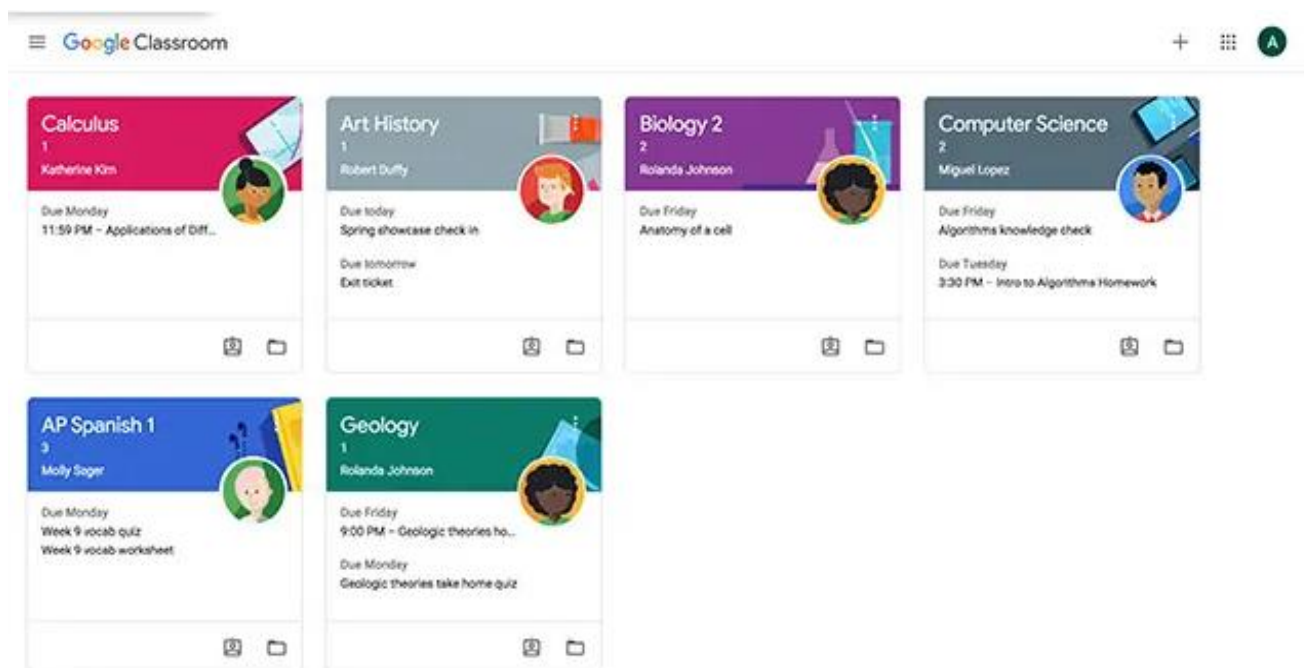 Google Classroom
A
Calculus
1
Katherine Kim
Due Monday
11:59 PM – Applications of Diff...
Art History
1
Robert Duffy
Due today
Spring showcase check in
Due tomorrow
Exit ticket
Biology 2
2
Rolanda Johnson
Due Friday
Anatomy of a cell
Computer Science
2
Miguel Lopez
Due Friday
Algorithms knowledge check
Due Tuesday
3:30 PM – Intro to Algorithms Homework
AP Spanish 1
3
Molly Sager
Due Monday
Week 9 vocab quiz
Week 9 vocab worksheet
Geology
1
Rolanda Johnson
Due Friday
9:00 PM – Geologic theories ho...
Due Monday
Geologic theories take home quiz